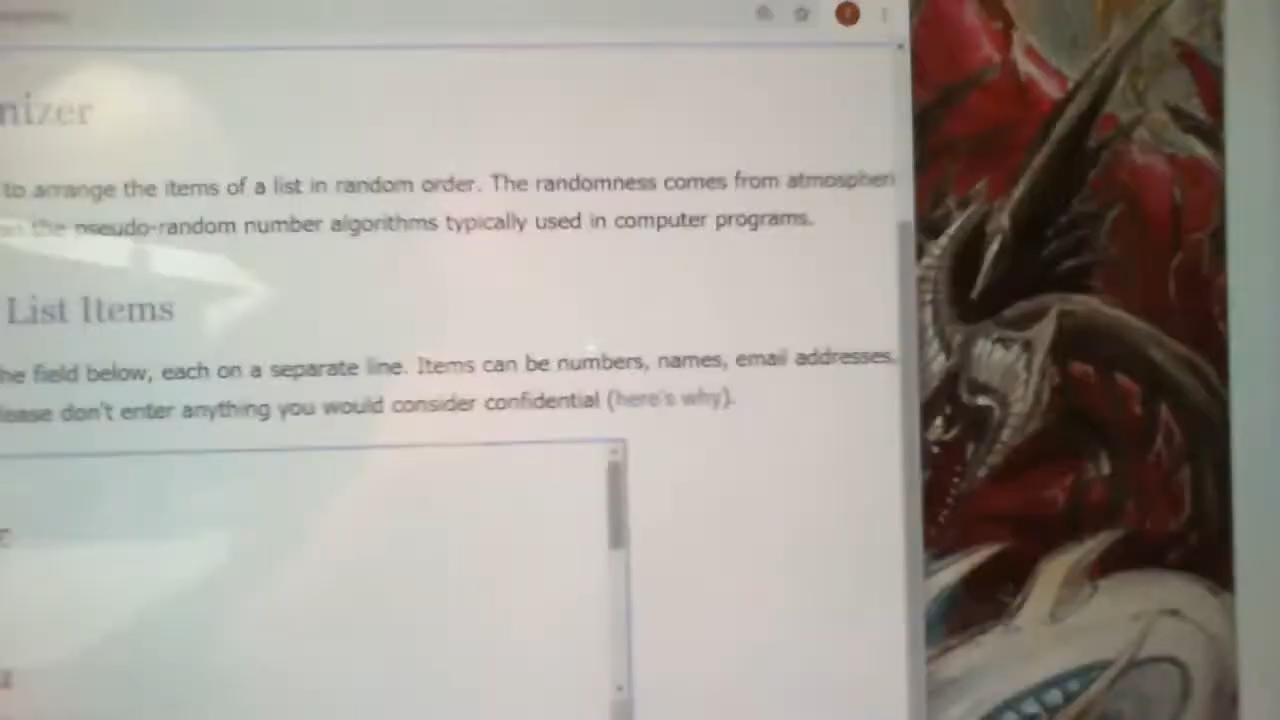 nizer
to arrange the items of a list in random order. The randomness comes from atmospheri
the pseudo-random number algorithms typically used in computer programs.
List Items
he field below, each on a separate line. Items can be numbers, names, email addresses
lease don't enter anything you would consider confidential (here's why).